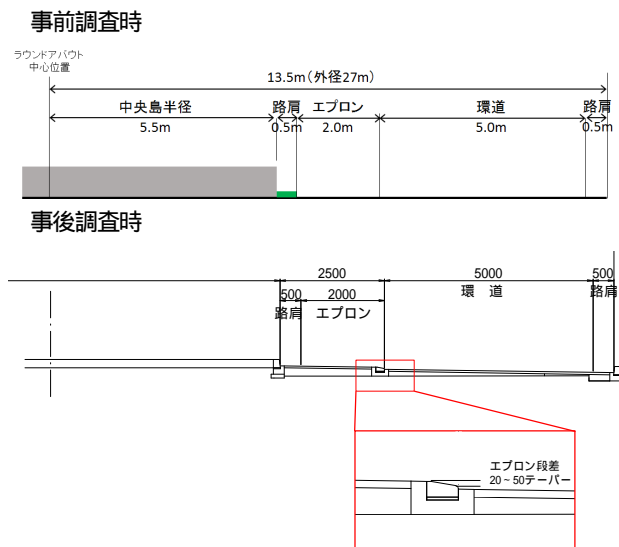 事前調査時
ラウンドアバウト
中心位置
13.5m(外径27m)
中央島半径 路肩 エプロン 環道 路肩
5.5m 0.5m 2.0m 5.0m 0.5m
事後調査時
2500 5000 500
500 2000 環 道 路肩
路肩 エプロン
エプロン段差
20~50テーパー